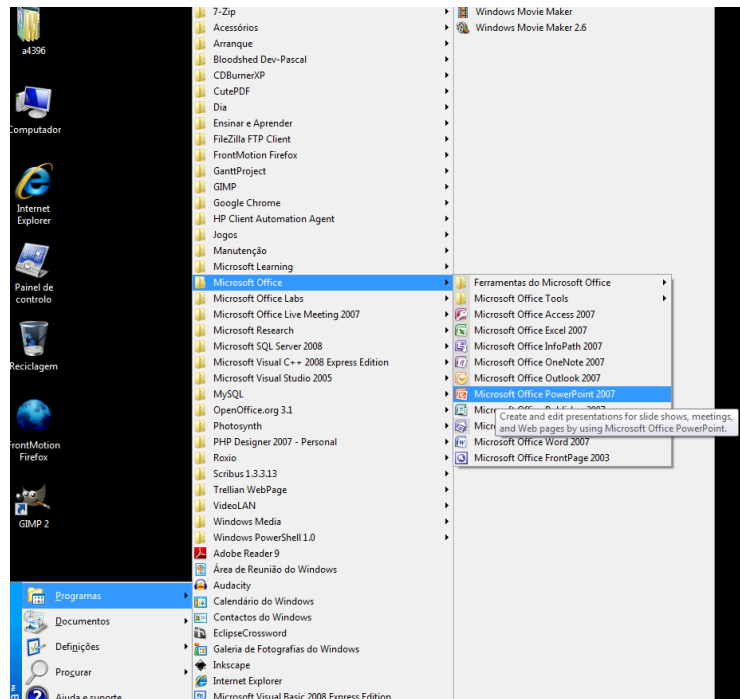 a4396
Computador
Internet
Explorer
Painel de
controlo
Reciclagem
FrontMotion
Firefox
GIMP 2
Programas
Documentos
Definições
Procurar
Ajuda e suporte
7-Zip
Acessórios
Arranque
Bloodshed Dev-Pascal
CDBurnerXP
CutePDF
Dia
Ensinar e Aprender
FileZilla FTP Client
FrontMotion Firefox
GanttProject
GIMP
Google Chrome
HP Client Automation Agent
Jogos
Manutenção
Microsoft Learning
Microsoft Office
Microsoft Office Labs
Microsoft Office Live Meeting 2007
Microsoft Research
Microsoft SQL Server 2008
Microsoft Visual C++ 2008 Express Edition
Microsoft Visual Studio 2005
MySQL
OpenOffice.org 3.1
Photosynth
PHP Designer 2007 - Personal
Roxio
Scribus 1.3.3.13
Trellian WebPage
VideoLAN
Windows Media
Windows PowerShell 1.0
Adobe Reader 9
Área de Reunião do Windows
Audacity
Calendário do Windows
Contactos do Windows
EclipseCrossword
Galeria de Fotografias do Windows
Inkscape
Internet Explorer
Microsoft Visual Basic 2008 Express Edition
Windows Movie Maker
Windows Movie Maker 2.6
Ferramentas do Microsoft Office
Microsoft Office Tools
Microsoft Office Access 2007
Microsoft Office Excel 2007
Microsoft Office InfoPath 2007
Microsoft Office OneNote 2007
Microsoft Office Outlook 2007
Microsoft Office PowerPoint 2007
Create and edit presentations for slide shows, meetings,
and Web pages by using Microsoft Office PowerPoint.
Microsoft Office Word 2007
Microsoft Office FrontPage 2003